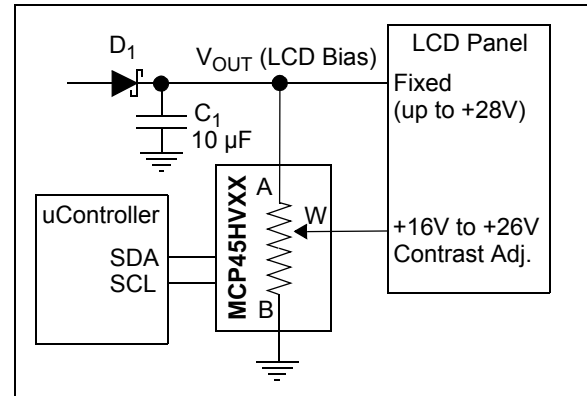 D1
VOUT (LCD Bias)
C1
10 µF
LCD Panel
Fixed
(up to +28V)
+16V to +26V
Contrast Adj.
uController
SDA
SCL
MCP45HVXX
A
W
B